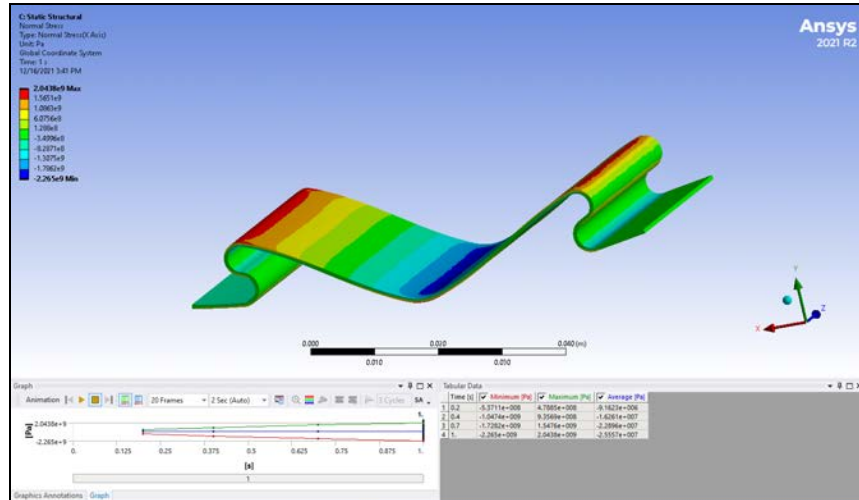 C: Static Structural
Normal Stress
Type: Normal Stress(X Axis)
Unit: Pa
Global Coordinate System
Time: 1 s
12/16/2021 3:41 PM
2.0438e9 Max
1.5651e9
1.0863e9
6.0756e8
1.288e8
-3.4996e8
-8.2871e8
-1.3075e9
-1.7862e9
-2.265e9 Min
Ansys
2021 R2
Y
Z
X
0.000
0.020
0.040 (m)
0.010
0.030
Graph
Animation
20 Frames
2 Sec (Auto)
3 Cycles
SA
[Pa]
2.0438e+9
-2.265e+9
1.
0.
0.125
0.25
0.375
0.5
0.625
0.75
0.875
1.
[s]
1
Graphics Annotations Graph
Tabular Data
Time [s] Minimum [Pa] Maximum [Pa] Average [Pa]
1 0.2 -5.3711e+008 4.7885e+008 -9.1623e+006
2 0.4 -1.0474e+009 9.3569e+008 -1.6261e+007
3 0.7 -1.7282e+009 1.5476e+009 -2.2896e+007
4 1. -2.265e+009 2.0438e+009 -2.5557e+007